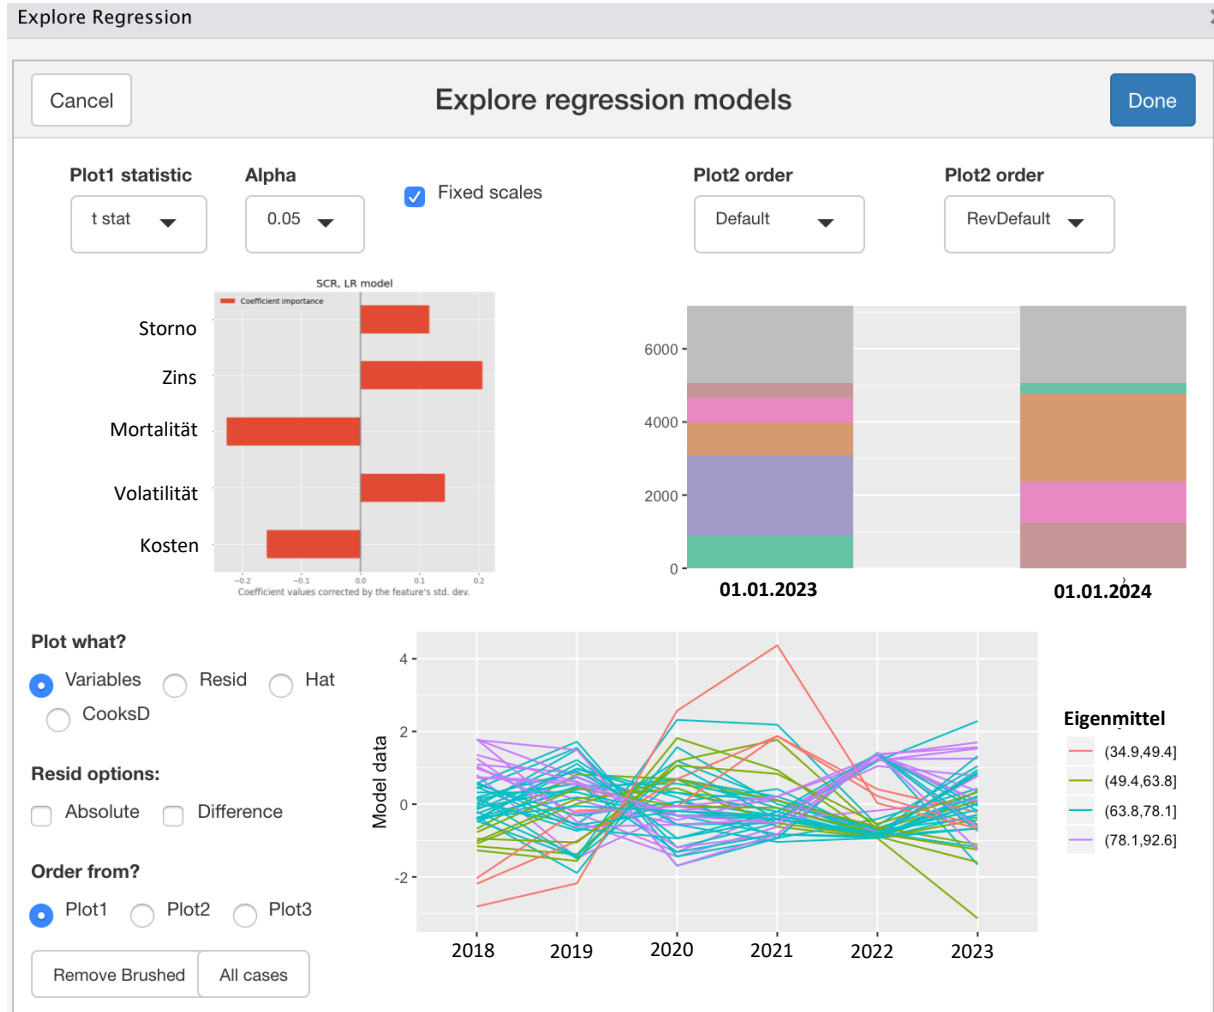 Explore Regression
Cancel
Explore regression models
Done
Plot1 statistic
Alpha
Fixed scales
Plot2 order
Plot2 order
t stat
0.05
Default
RevDefault
SCR, LR model
Coefficient importance
Storno
Zins
Mortalität
Volatilität
Kosten
−0.2 −0.1 0.0 0.1 0.2
Coefficient values corrected by the feature's std. dev.
6000
4000
2000
0
01.01.2023
01.01.2024
Plot what?
Variables
Resid
Hat
CooksD
Resid options:
Absolute
Difference
Order from?
Plot1
Plot2
Plot3
Remove Brushed
All cases
Model data
4
2
0
-2
2018 2019 2020 2021 2022 2023
Eigenmittel
(34.9,49.4]
(49.4,63.8]
(63.8,78.1]
(78.1,92.6]